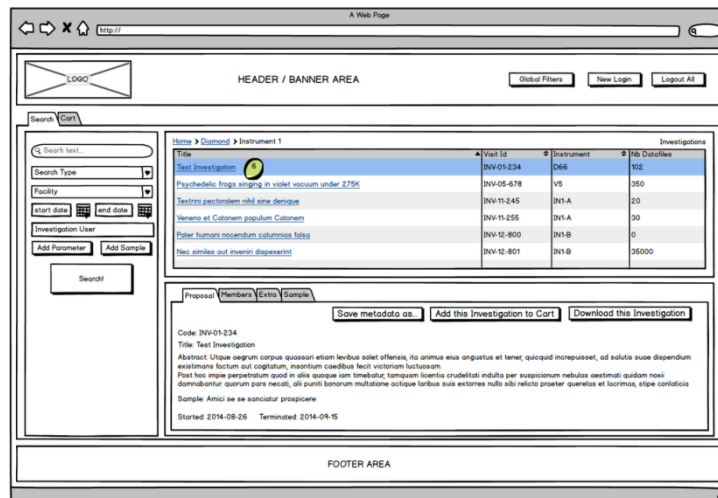 A Web Page
http://
LOGO
HEADER / BANNER AREA
Global Filters
New Login
Logout All
Search
Cart
Searh text..
Search Type
Facility
start date
end date
Investigation User
Add Parameter
Add Sample
Search!
Home > Diamond > Instrument 1
Investigations
Title Visit Id Instrument Nb Datafiles
Test Investigation 6 INV-01-234 D66 102
Psychedelic frogs singing in violet vacuum under 275K INV-05-678 V5 350
Textrini pectoralem nihil sine denique INV-11-245 IN1-A 20
Veneno et Catonem populum Catonem INV-11-255 IN1-A 30
Pater humani nocendum calumnias falsa INV-12-800 IN1-B 0
Nec similes aut inveniri dispexerint INV-12-801 IN1-B 35000
Proposal
Members
Extra
Sample
Save metadata as..
Add this Investigation to Cart
Download this Investigation
Code: INV-01-234
Title: Test Investigation
Abstract: Utque aegrum corpus quassari etiam levibus solet offensis, ita animus eius angustus et tener, quicquid increpuisset, ad salutis suae dispendium
existimans factum aut cogitatum, insontium caedibus fecit victoriam luctuosam.
Post hoc impie perpetratum quod in aliis quoque iam timebatur, tamquam licentia crudelitati indulta per suspicionum nebulas aestimati quidam noxii
damnabantur. quorum pars necati, alii puniti bonorum multatione actique laribus suis extorres nullo sibi relicto praeter querelas et lacrimas, stipe conlaticia
Sample: Amici se se sanciatur prospicere
Started: 2014-08-26 Terminated: 2014-09-15
FOOTER AREA